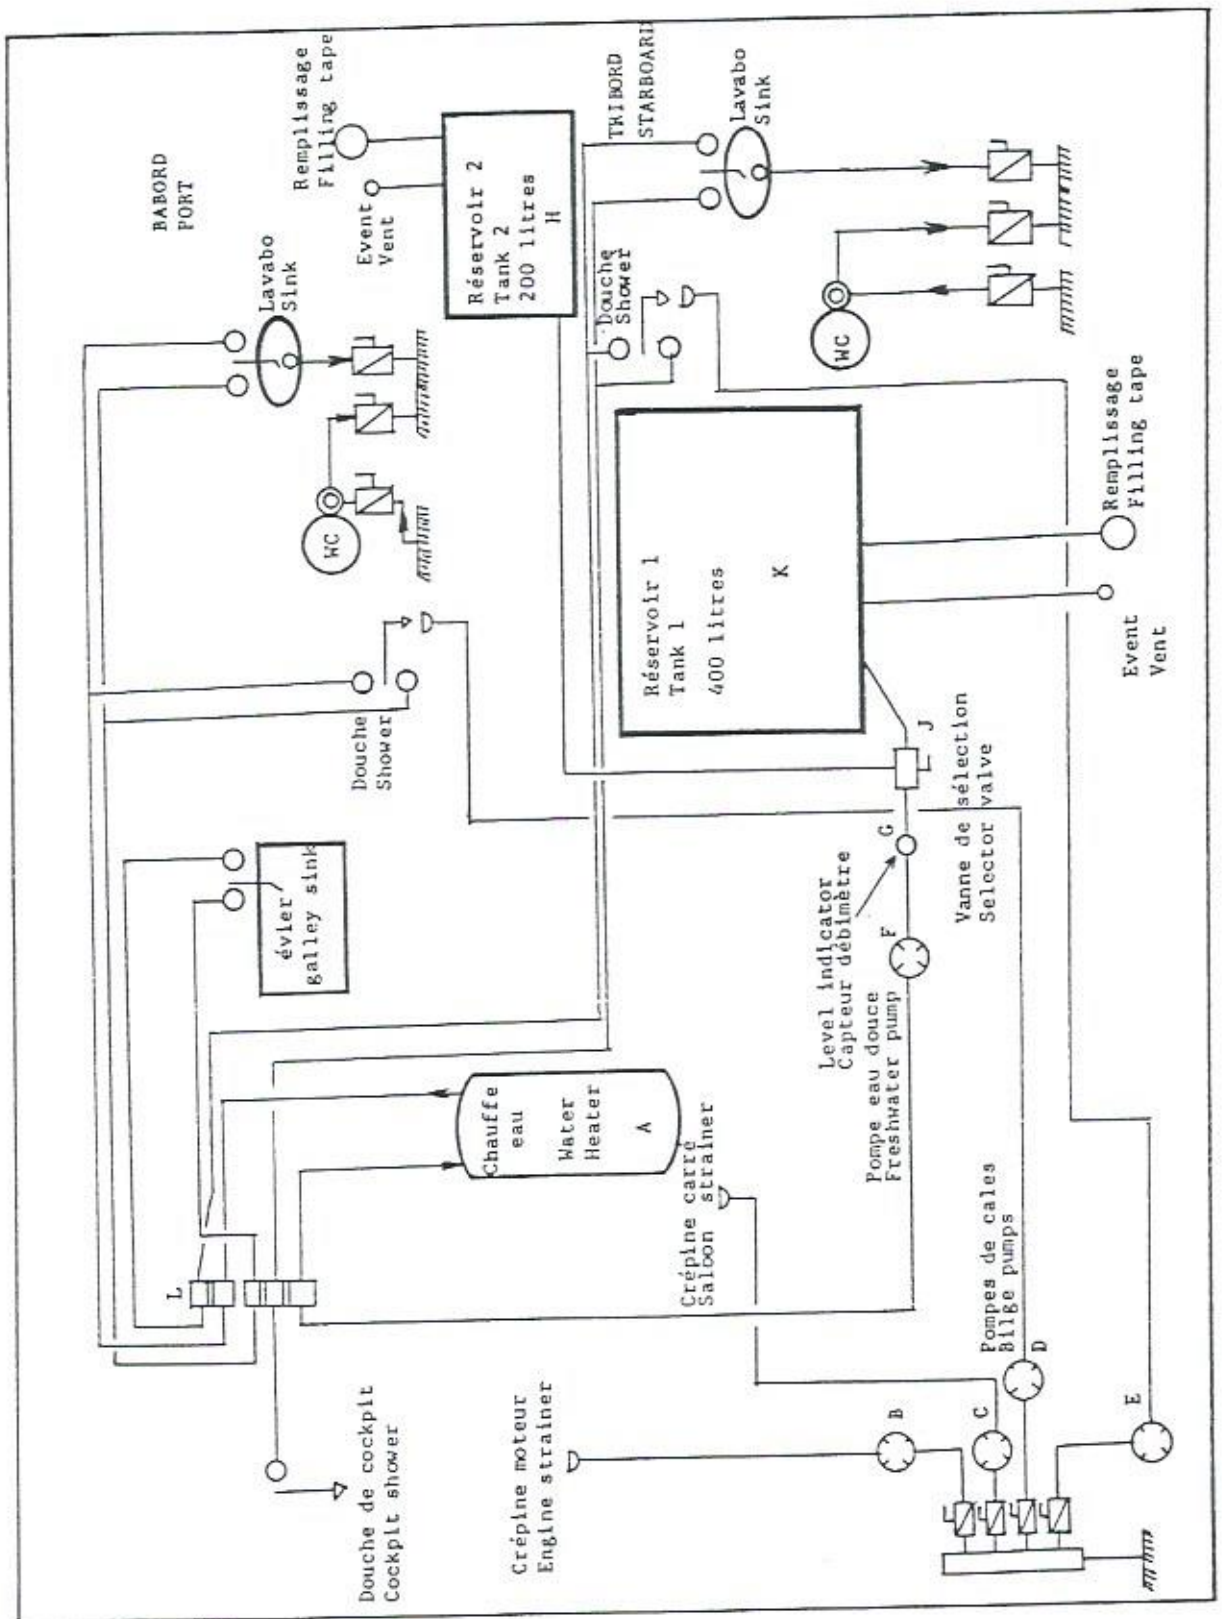 BABORD
PORT
Remplissage
Filling tape
Event
Vent
Réservoir 2
Tank 2
200 litres
H
THIBORD
STARBOARD
Lavabo
Sink
Lavabo
Sink
WC
Douche
Shower
WC
Douche
Shower
Réservoir 1
Tank 1
400 litres
K
Remplissage
Filling tape
Event
Vent
évier
galley sink
J
Vanne de sélection
Selector valve
G
Level indicator
Capteur débimètre
F
Pompe eau douce
Freshwater pump
Chauffe
eau
Water
Heater
A
L
Crépine carré
Saloon strainer
Pompes de cales
Bilge pumps
D
Douche de cockpit
Cockpit shower
Crépine moteur
Engine strainer
B
C
E